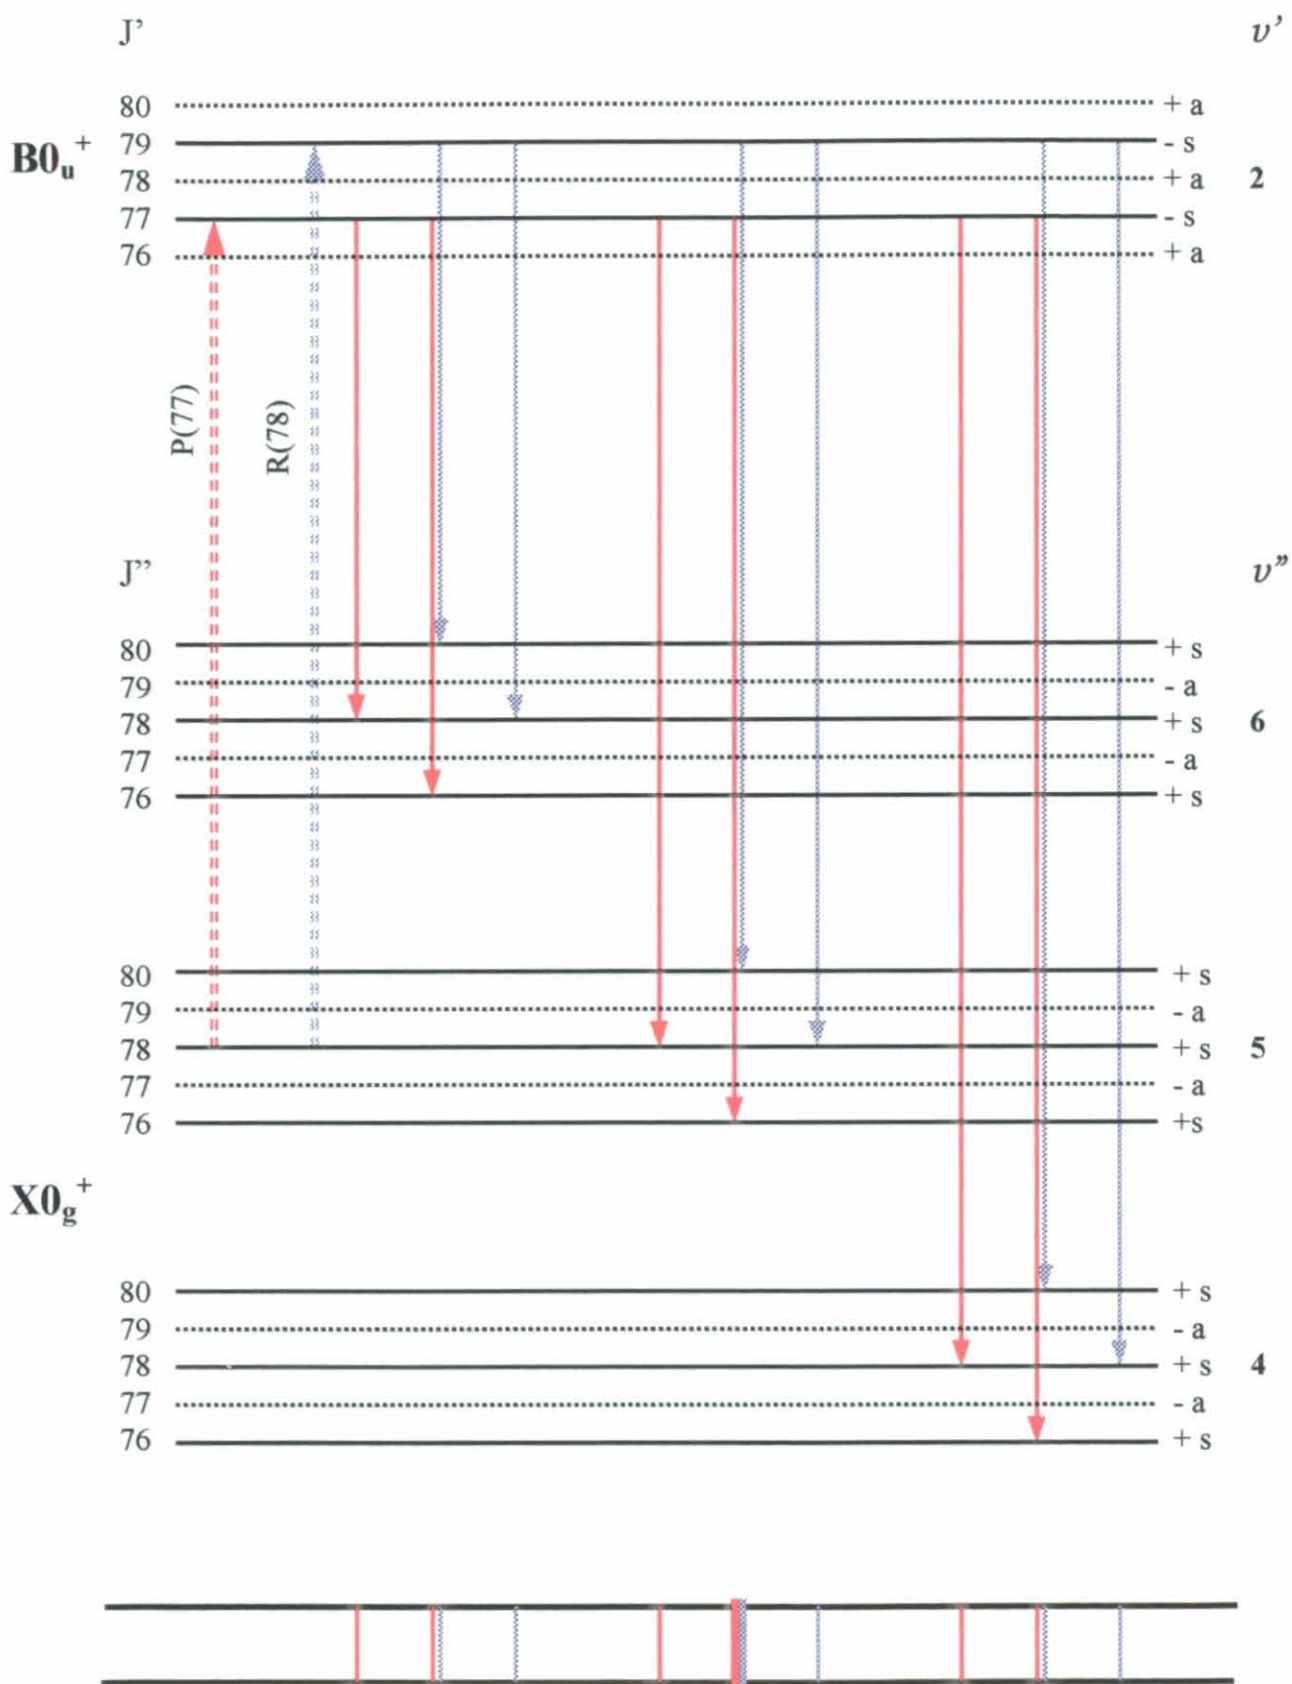 J' υ'
80 + a
B0u+ 79 - s
78 + a 2
77 - s
76 + a
P(77)
R(78)
J” υ”
80 + s
79 - a
78 + s 6
77 - a
76 + s
80 + s
79 - a
78 + s 5
77 - a
76 +s
X0g+
80 + s
79 - a
78 + s 4
77 - a
76 + s